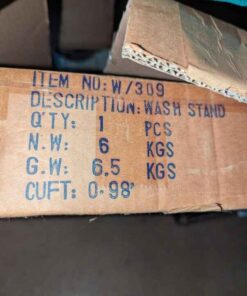 ITEM NO: W/309
DESCRIPTION: WASH STAND
Q'TY: 1 PCS
N.W: 6 KGS
G.W: 6.5 KGS
CUFT: 0.98'